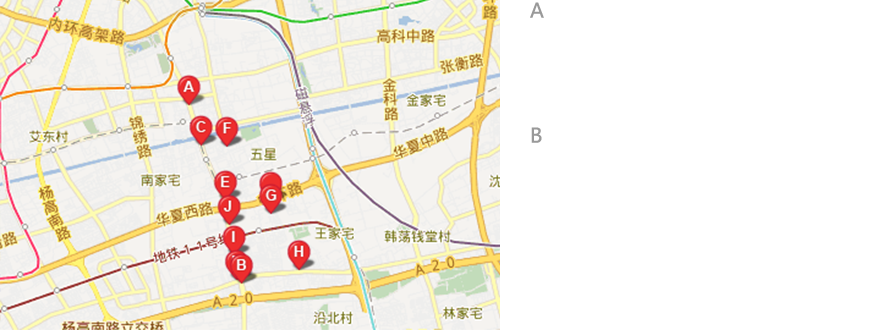 内环高架路
高科中路
张衡路
路
金科路
金家宅
锦绣路
艾东村
五星
华夏中路
南家宅
杨高南路
华夏西路
路
沈
路
王家宅
韩荡钱堂村
地铁-1-1号
A20
A20
杨高南路立交桥
沿北村
林家宅
A
C
F
E
G
J
I
B
H
A
B